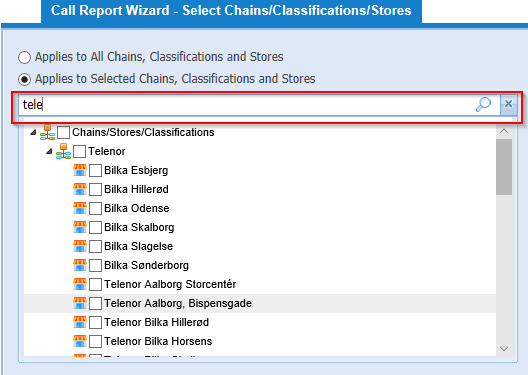 Call Report Wizard - Select Chains/Classifications/Stores
Applies to All Chains, Classifications and Stores
Applies to Selected Chains, Classifications and Stores
tele
Chains/Stores/Classifications
Telenor
Bilka Esbjerg
Bilka Hillerød
Bilka Odense
Bilka Skalborg
Bilka Slagelse
Bilka Sønderborg
Telenor Aalborg Storcentér
Telenor Aalborg, Bispensgade
Telenor Bilka Hillerød
Telenor Bilka Horsens